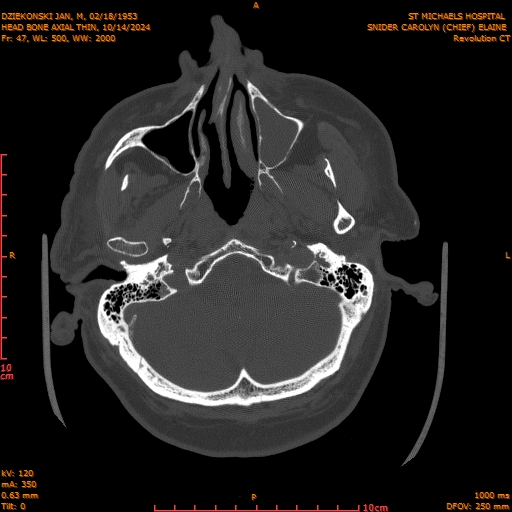 DZIEKONSKI JAN, M, 02/18/1953
HEAD BONE AXIAL THIN, 10/14/2024
Fr: 47, WL: 500, WW: 2000
A
ST MICHAELS HOSPITAL
SNIDER CAROLYN (CHIEF) ELAINE
Revolution CT
R
L
10
cm
kV: 120
mA: 350
0.63 mm
Tilt: 0
P
10cm
1000 ms
DFOV: 250 mm